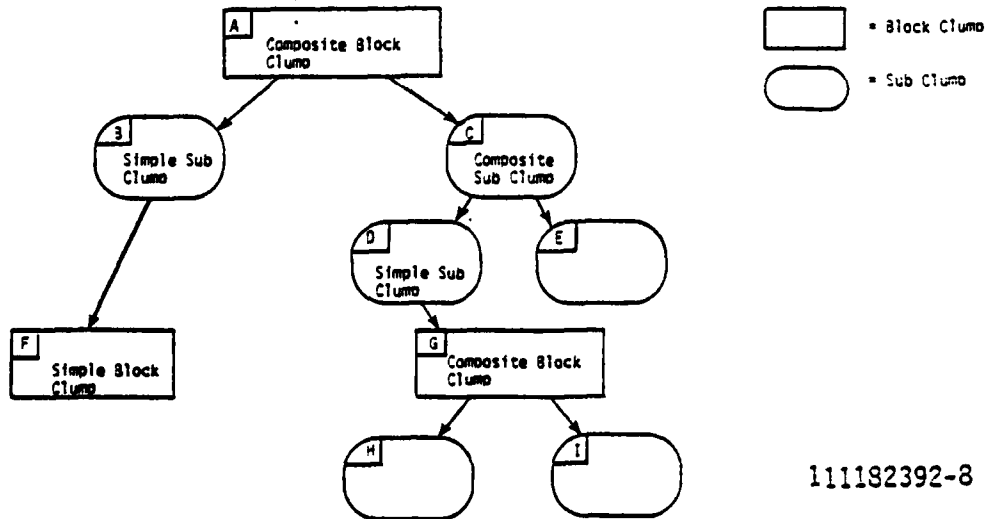 A
Composite Block
Clump
= Block Clump
= Sub Clump
B
Simple Sub
Clump
C
Composite
Sub Clump
D
Simple Sub
Clump
E
F
Simple Block
Clump
G
Composite Block
Clump
H
I
111182392-8